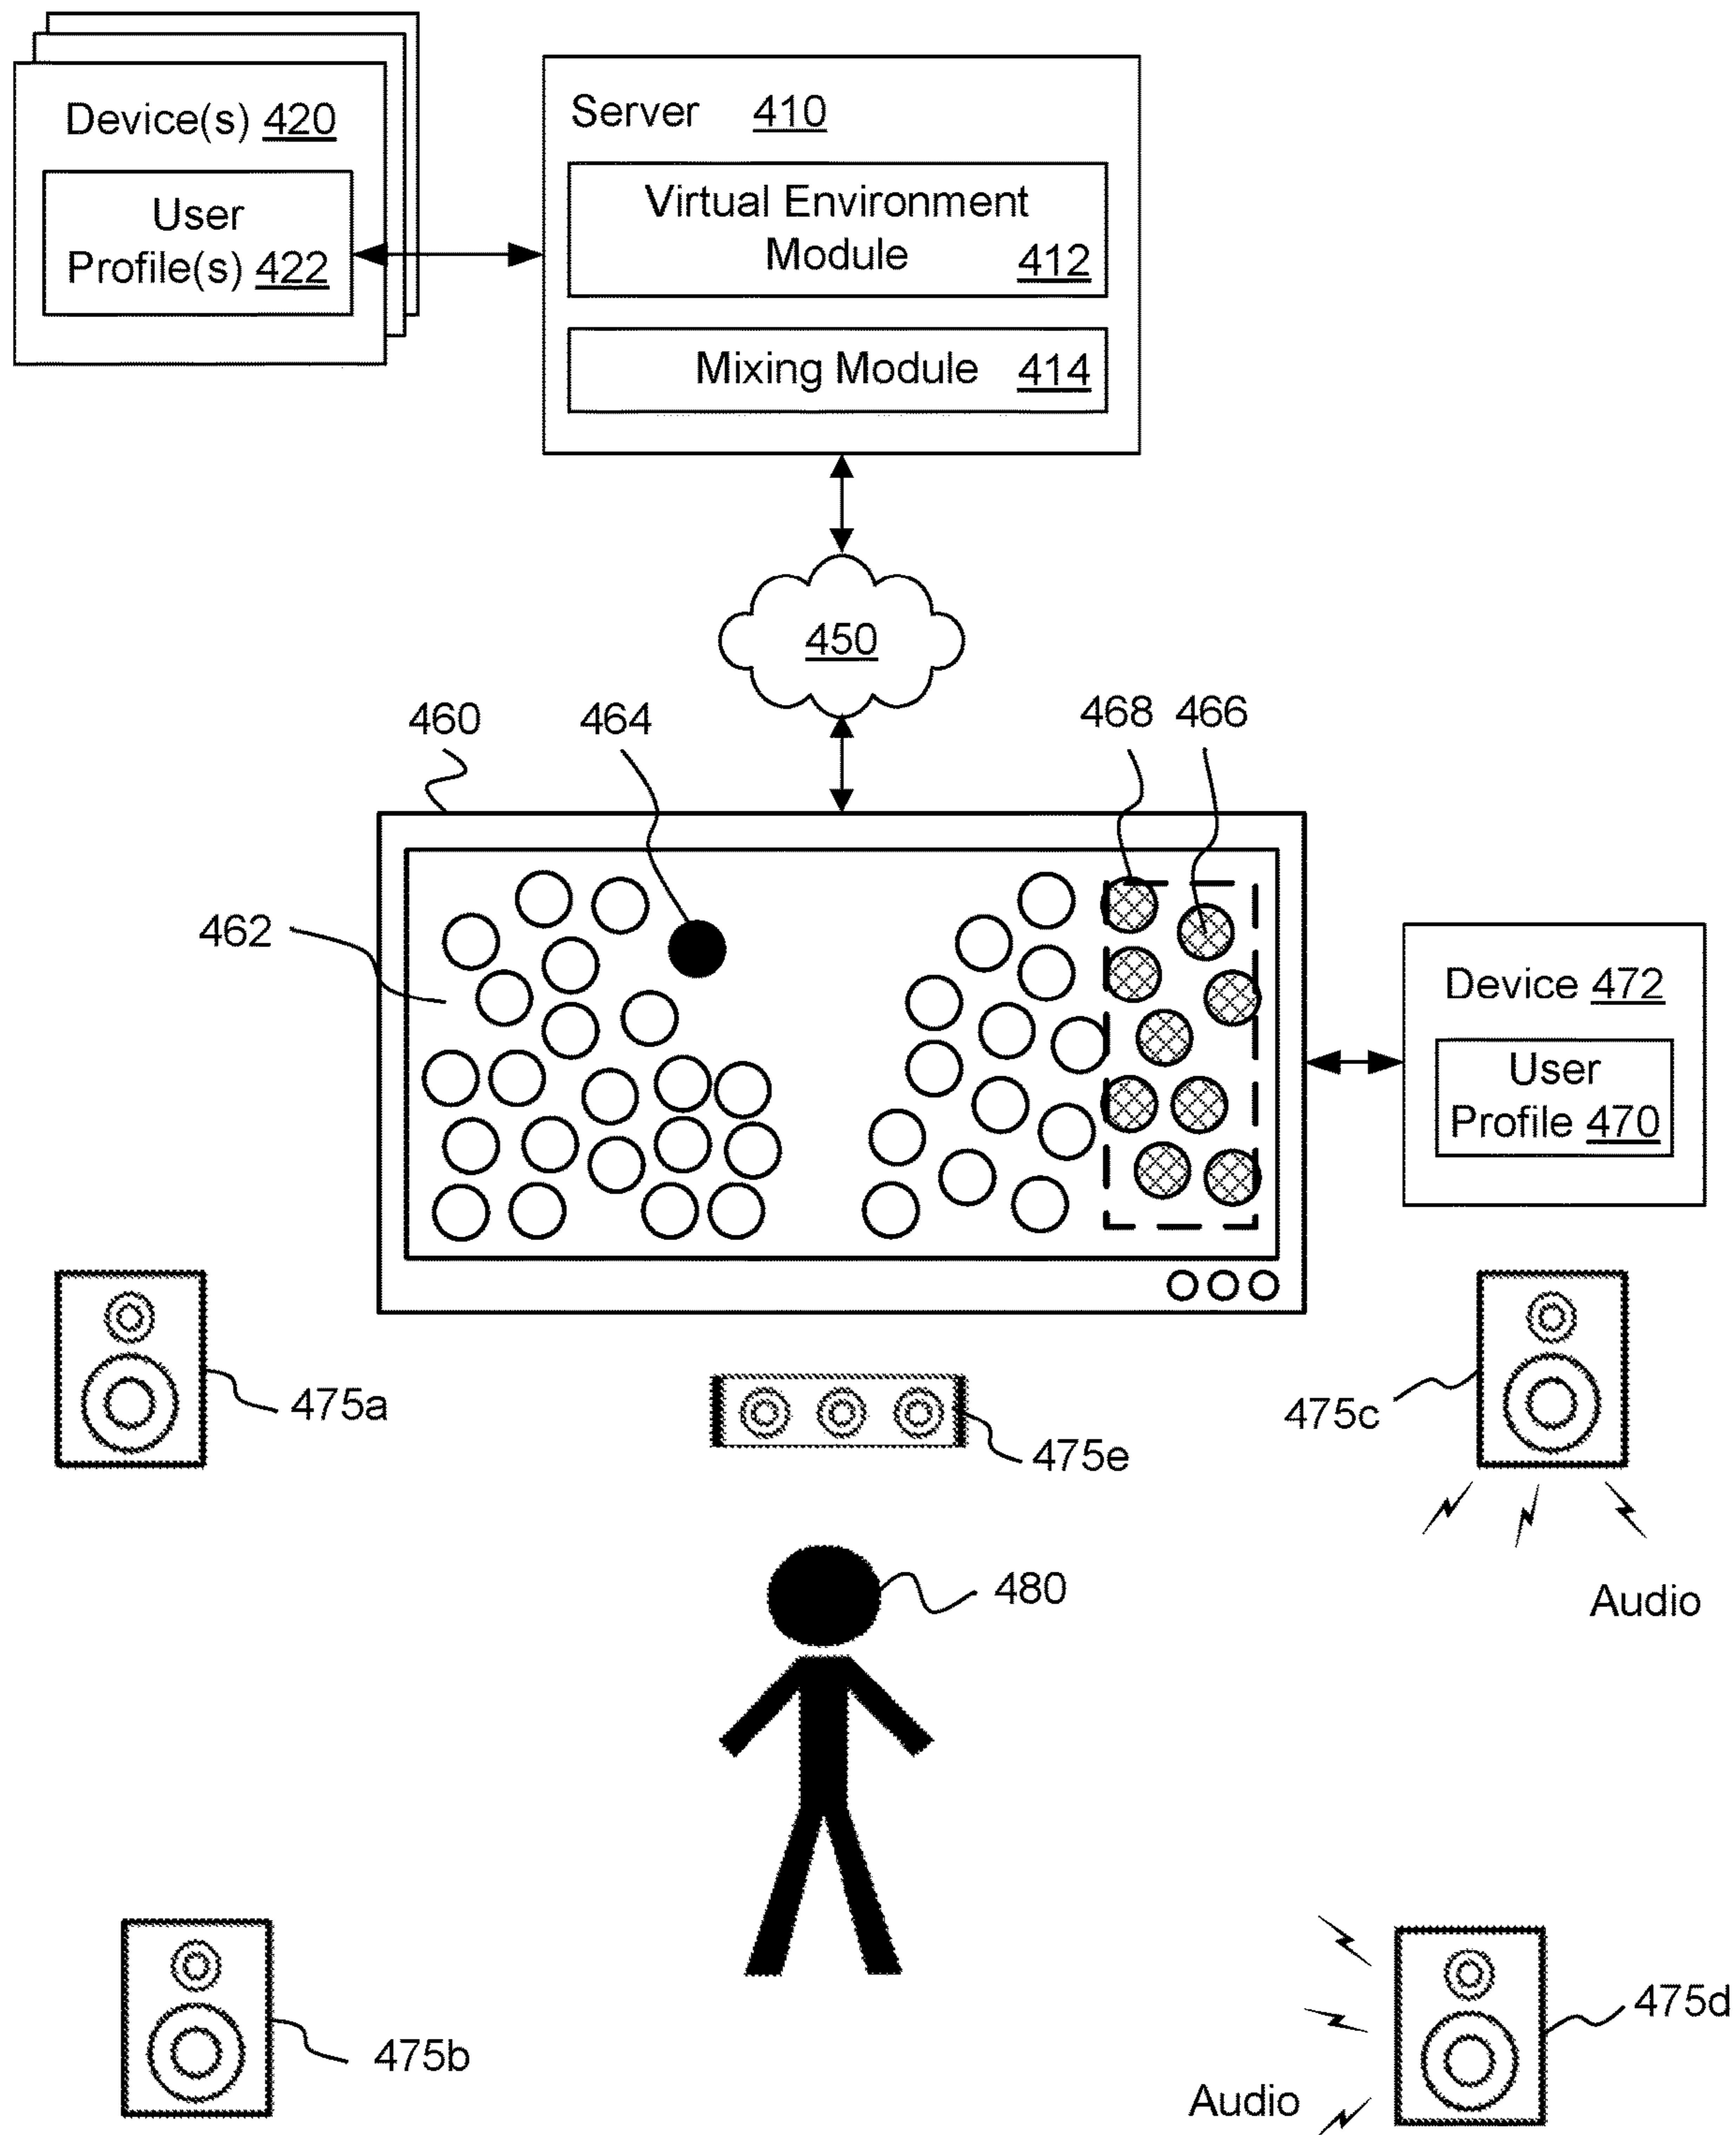 Device(s) 420
User
Profile(s) 422
Server 410
Virtual Environment
Module 412
Mixing Module 414
450
460
464
468 466
462
Device 472
User
Profile 470
475a
475e
475c
480
Audio
475b
475d
Audio